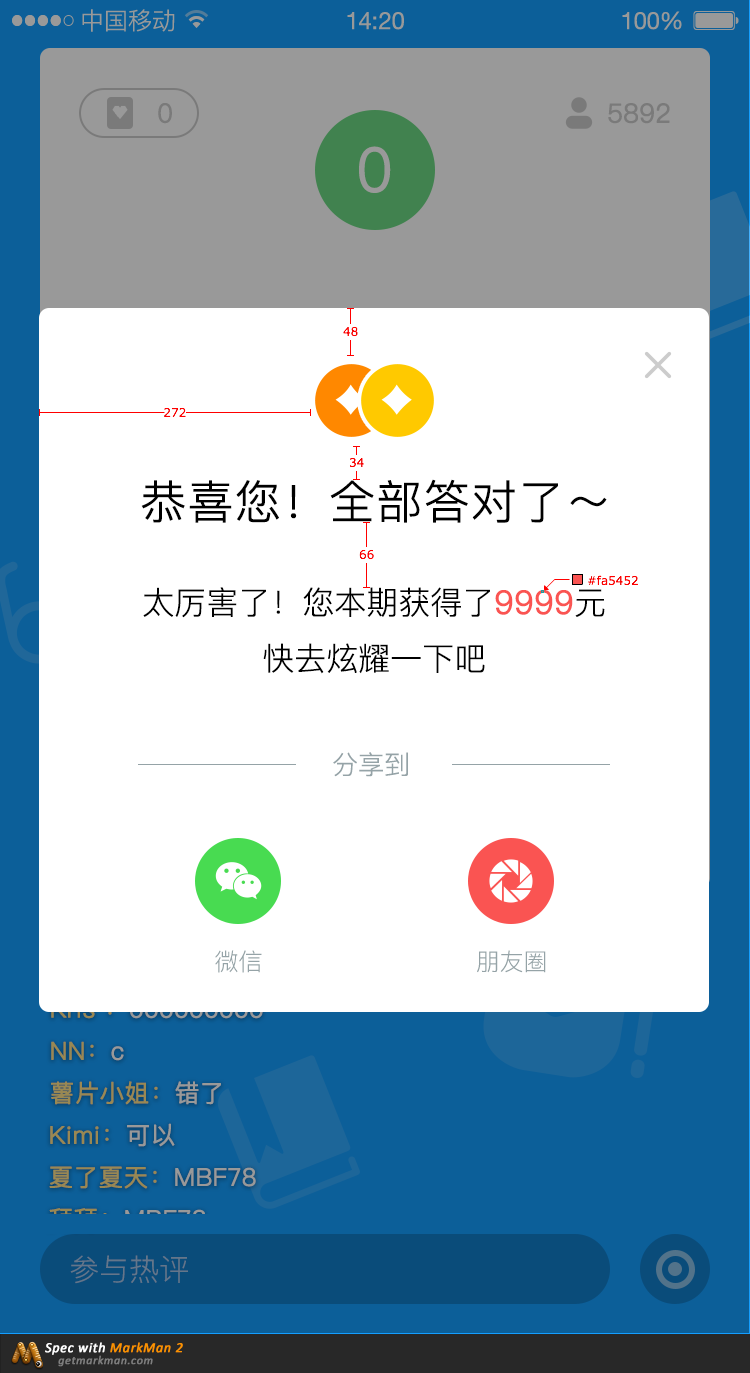 中国移动 14:20 100%
0 5892
0
48
272
34
恭喜您！全部答对了～
66
#fa5452
太厉害了！您本期获得了9999元
快去炫耀一下吧
分享到
微信 朋友圈
NN：c
薯片小姐：错了
Kimi：可以
夏了夏天：MBF78
参与热评
Spec with MarkMan 2
getmarkman.com